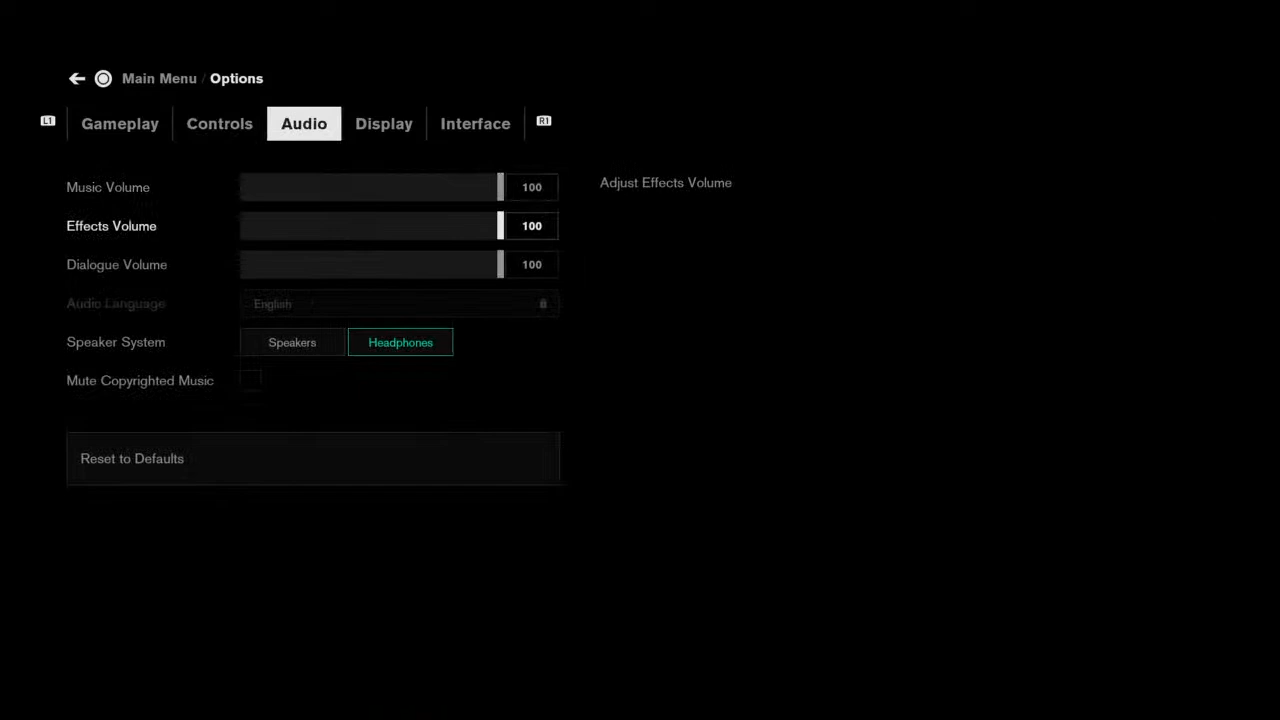 Main Menu / Options
L1 Gameplay Controls Audio Display Interface R1
Music Volume 100
Adjust Effects Volume
Effects Volume 100
Dialogue Volume 100
Audio Language English
Speaker System Speakers Headphones
Mute Copyrighted Music
Reset to Defaults